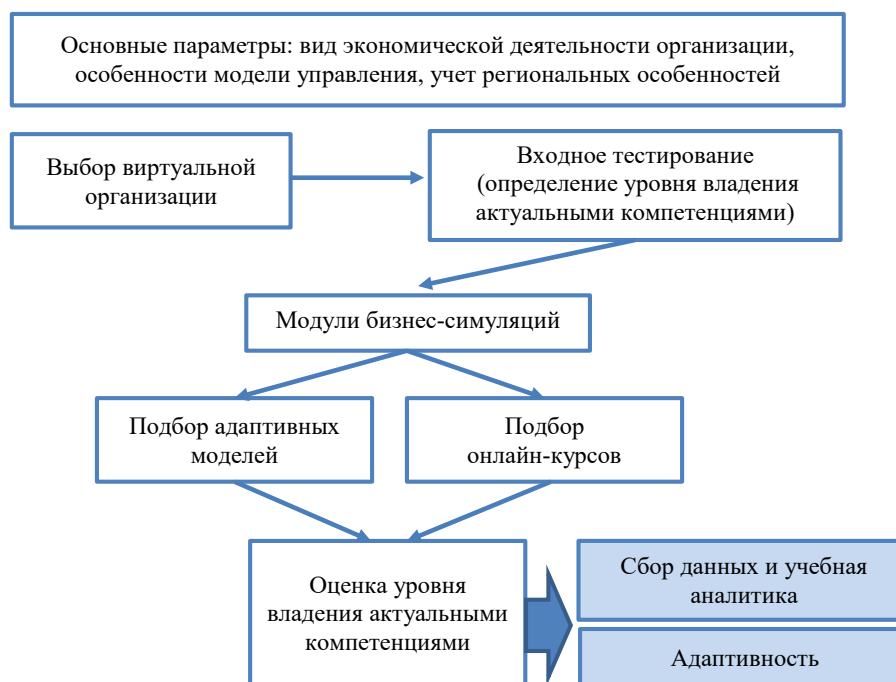 Основные параметры: вид экономической деятельности организации,
особенности модели управления, учет региональных особенностей
Выбор виртуальной
организации
Входное тестирование
(определение уровня владения
актуальными компетенциями)
Модули бизнес-симуляций
Подбор адаптивных
моделей
Подбор
онлайн-курсов
Оценка уровня
владения актуальными
компетенциями
Сбор данных и учебная
аналитика
Адаптивность